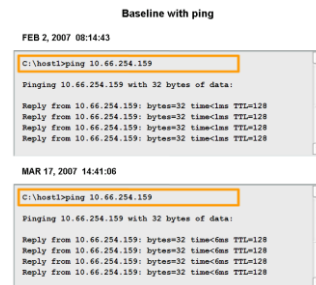 Baseline with ping
FEB 2, 2007 08:14:43
C:\host1>ping 10.66.254.159
Pinging 10.66.254.159 with 32 bytes of data:
Reply from 10.66.254.159: bytes=32 time<1ms TTL=128
Reply from 10.66.254.159: bytes=32 time<1ms TTL=128
Reply from 10.66.254.159: bytes=32 time<1ms TTL=128
Reply from 10.66.254.159: bytes=32 time<1ms TTL=128
MAR 17, 2007 14:41:06
C:\host1>ping 10.66.254.159
Pinging 10.66.254.159 with 32 bytes of data:
Reply from 10.66.254.159: bytes=32 time<6ms TTL=128
Reply from 10.66.254.159: bytes=32 time<6ms TTL=128
Reply from 10.66.254.159: bytes=32 time<6ms TTL=128
Reply from 10.66.254.159: bytes=32 time<6ms TTL=128